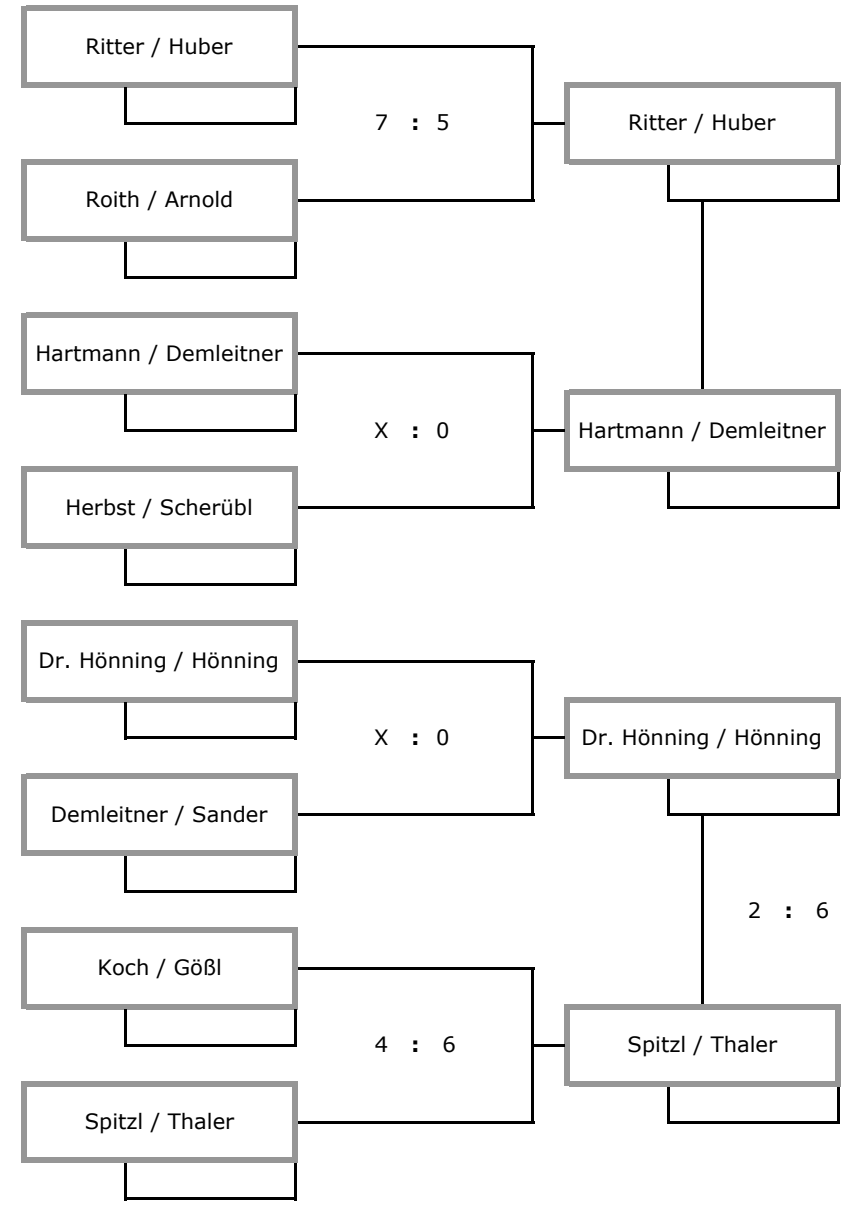 Ritter / Huber
7 : 5
Ritter / Huber
Roith / Arnold
Hartmann / Demleitner
X : 0
Hartmann / Demleitner
Herbst / Scherübl
Dr. Hönning / Hönning
X : 0
Dr. Hönning / Hönning
Demleitner / Sander
2 : 6
Koch / Gößl
4 : 6
Spitzl / Thaler
Spitzl / Thaler